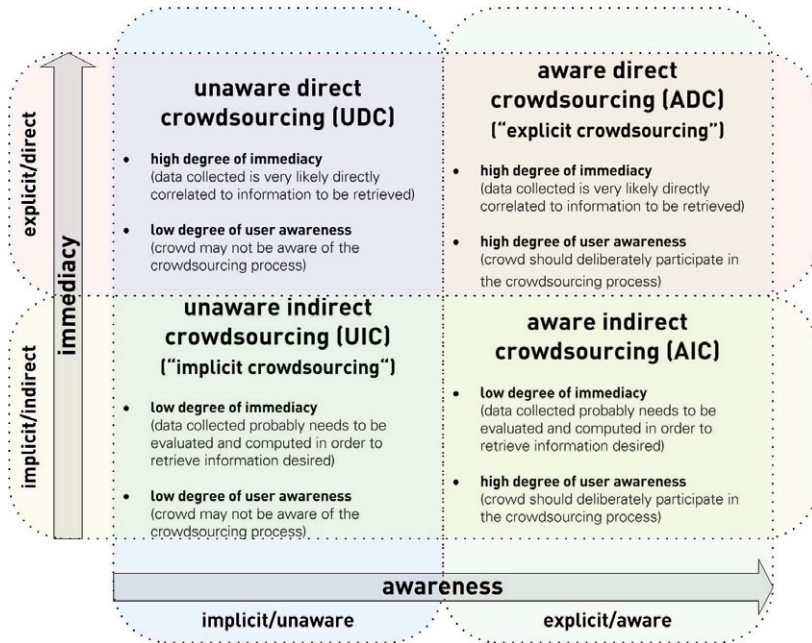 explicit/direct
implicit/indirect
immediacy
unaware direct
crowdsourcing (UDC)
• high degree of immediacy
(data collected is very likely directly
correlated to information to be retrieved)
• low degree of user awareness
(crowd may not be aware of the
crowdsourcing process)
aware direct
crowdsourcing (ADC)
(“explicit crowdsourcing”)
• high degree of immediacy
(data collected is very likely directly
correlated to information to be retrieved)
• high degree of user awareness
(crowd should deliberately participate in
the crowdsourcing process)
unaware indirect
crowdsourcing (UIC)
(“implicit crowdsourcing“)
• low degree of immediacy
(data collected probably needs to be
evaluated and computed in order to
retrieve information desired)
• low degree of user awareness
(crowd may not be aware of the
crowdsourcing process)
aware indirect
crowdsourcing (AIC)
• low degree of immediacy
(data collected probably needs to be
evaluated and computed in order to
retrieve information desired)
• high degree of user awareness
(crowd should deliberately participate in
the crowdsourcing process)
awareness
implicit/unaware
explicit/aware